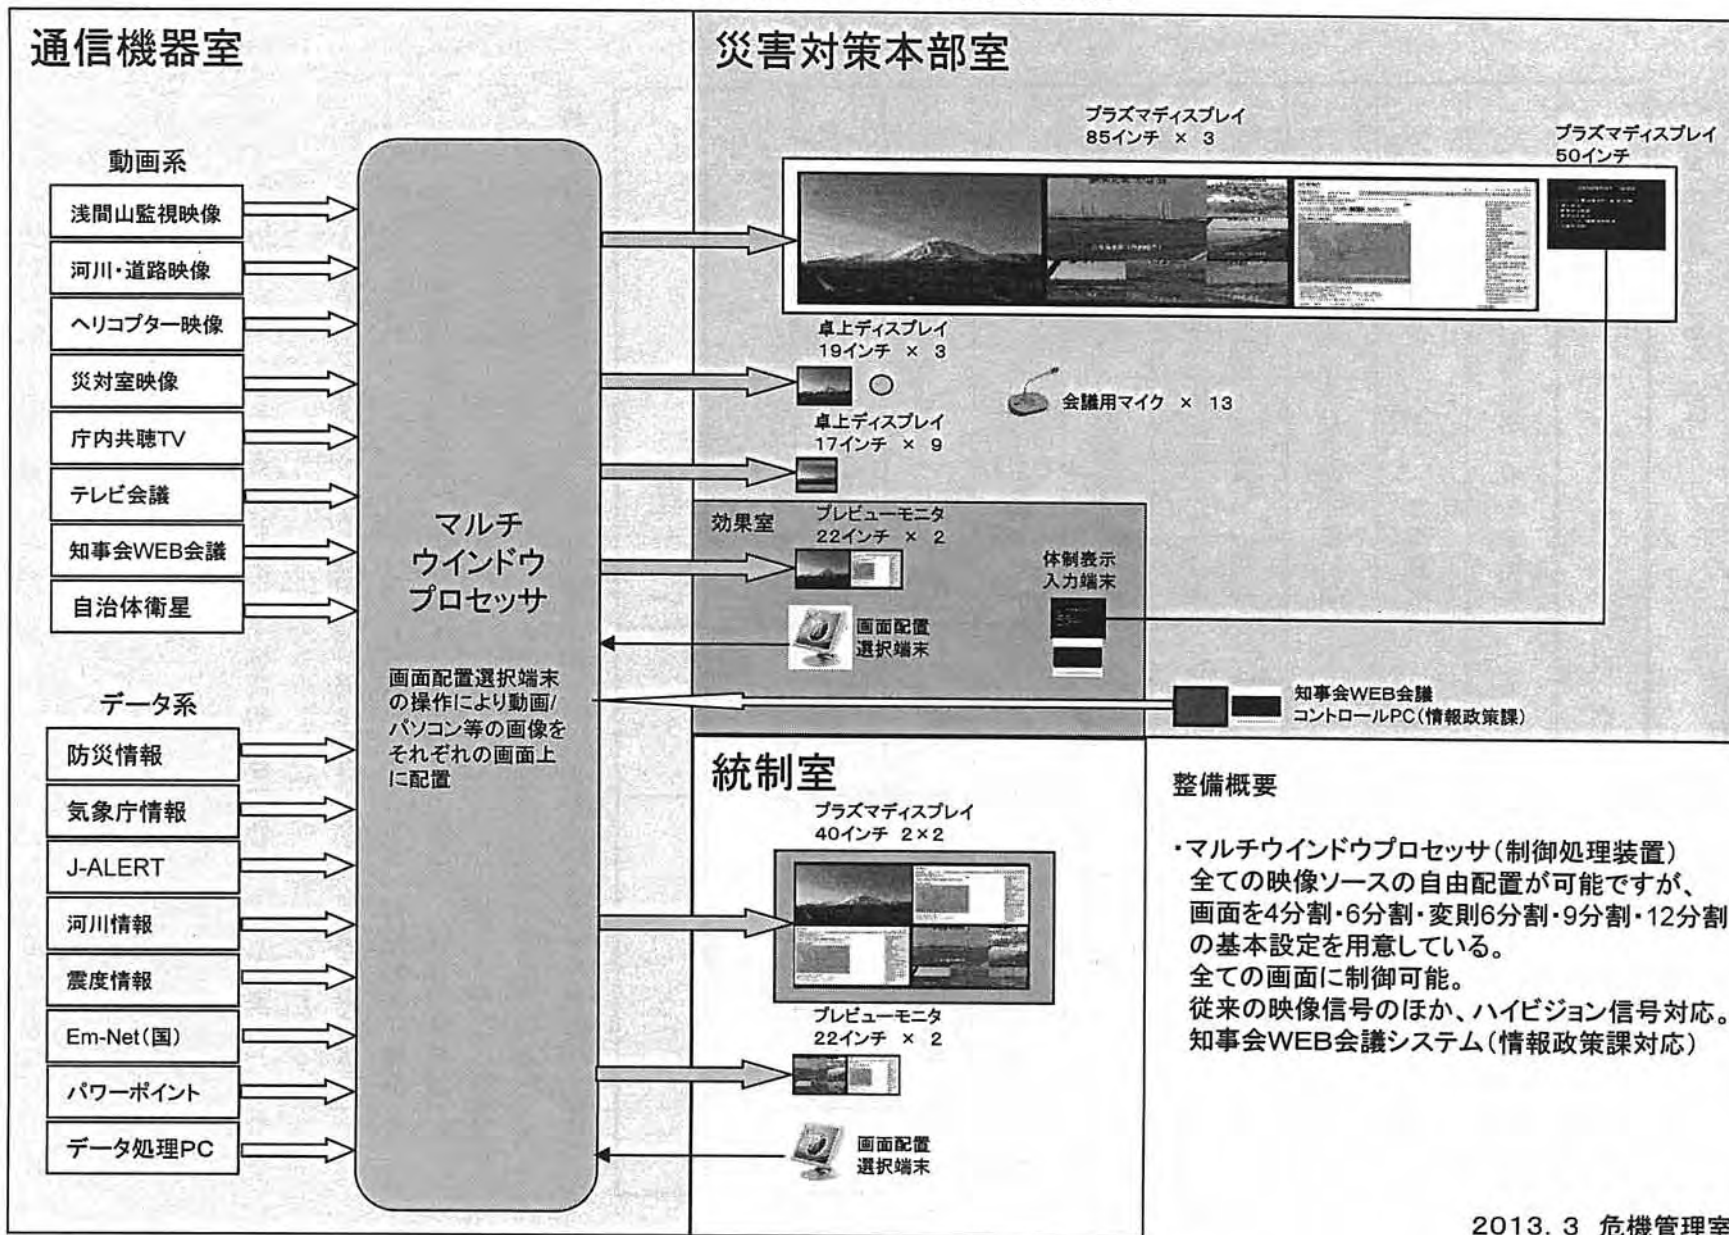 通信機器室
動画系
浅間山監視映像
河川・道路映像
ヘリコプター映像
災対室映像
庁内共聴TV
テレビ会議
知事会WEB会議
自治体衛星
データ系
防災情報
気象庁情報
J-ALERT
河川情報
震度情報
Em-Net(国)
パワーポイント
データ処理PC
マルチ
ウインドウ
プロセッサ
画面配置選択端末
の操作により動画/
パソコン等の画像を
それぞれの画面上
に配置
災害対策本部室
プラズマディスプレイ
85インチ × 3
プラズマディスプレイ
50インチ
卓上ディスプレイ
19インチ × 3
会議用マイク × 13
卓上ディスプレイ
17インチ × 9
効果室
プレビューモニタ
22インチ × 2
体制表示
入力端末
画面配置
選択端末
知事会WEB会議
コントロールPC(情報政策課)
統制室
プラズマディスプレイ
40インチ 2×2
プレビューモニタ
22インチ × 2
画面配置
選択端末
整備概要
・マルチウインドウプロセッサ(制御処理装置)
全ての映像ソースの自由配置が可能ですが、
画面を4分割・6分割・変則6分割・9分割・12分割
の基本設定を用意している。
全ての画面に制御可能。
従来の映像信号のほか、ハイビジョン信号対応。
知事会WEB会議システム(情報政策課対応)
2013.3 危機管理室